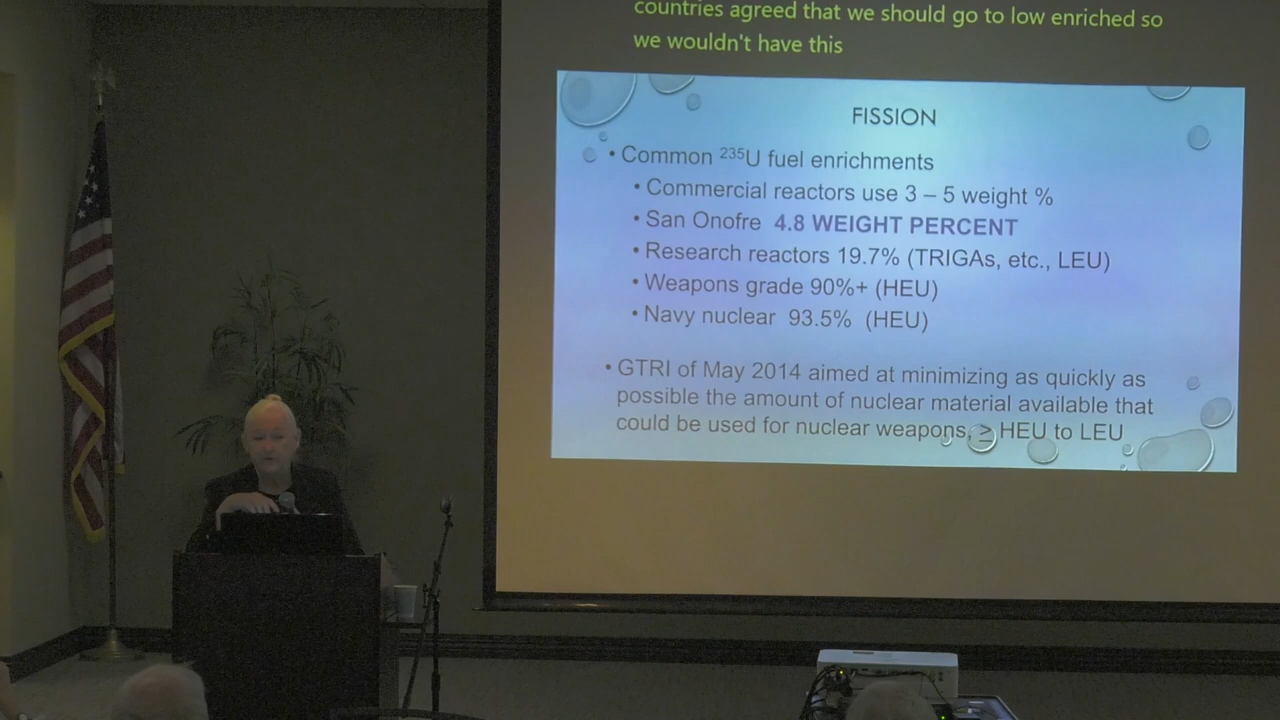 countries agreed that we should go to low enriched so
we wouldn't have this
FISSION
• Common ²³⁵U fuel enrichments
• Commercial reactors use 3 – 5 weight %
• San Onofre 4.8 WEIGHT PERCENT
• Research reactors 19.7% (TRIGAs, etc., LEU)
• Weapons grade 90%+ (HEU)
• Navy nuclear 93.5% (HEU)
• GTRI of May 2014 aimed at minimizing as quickly as
possible the amount of nuclear material available that
could be used for nuclear weapons, ≥ HEU to LEU